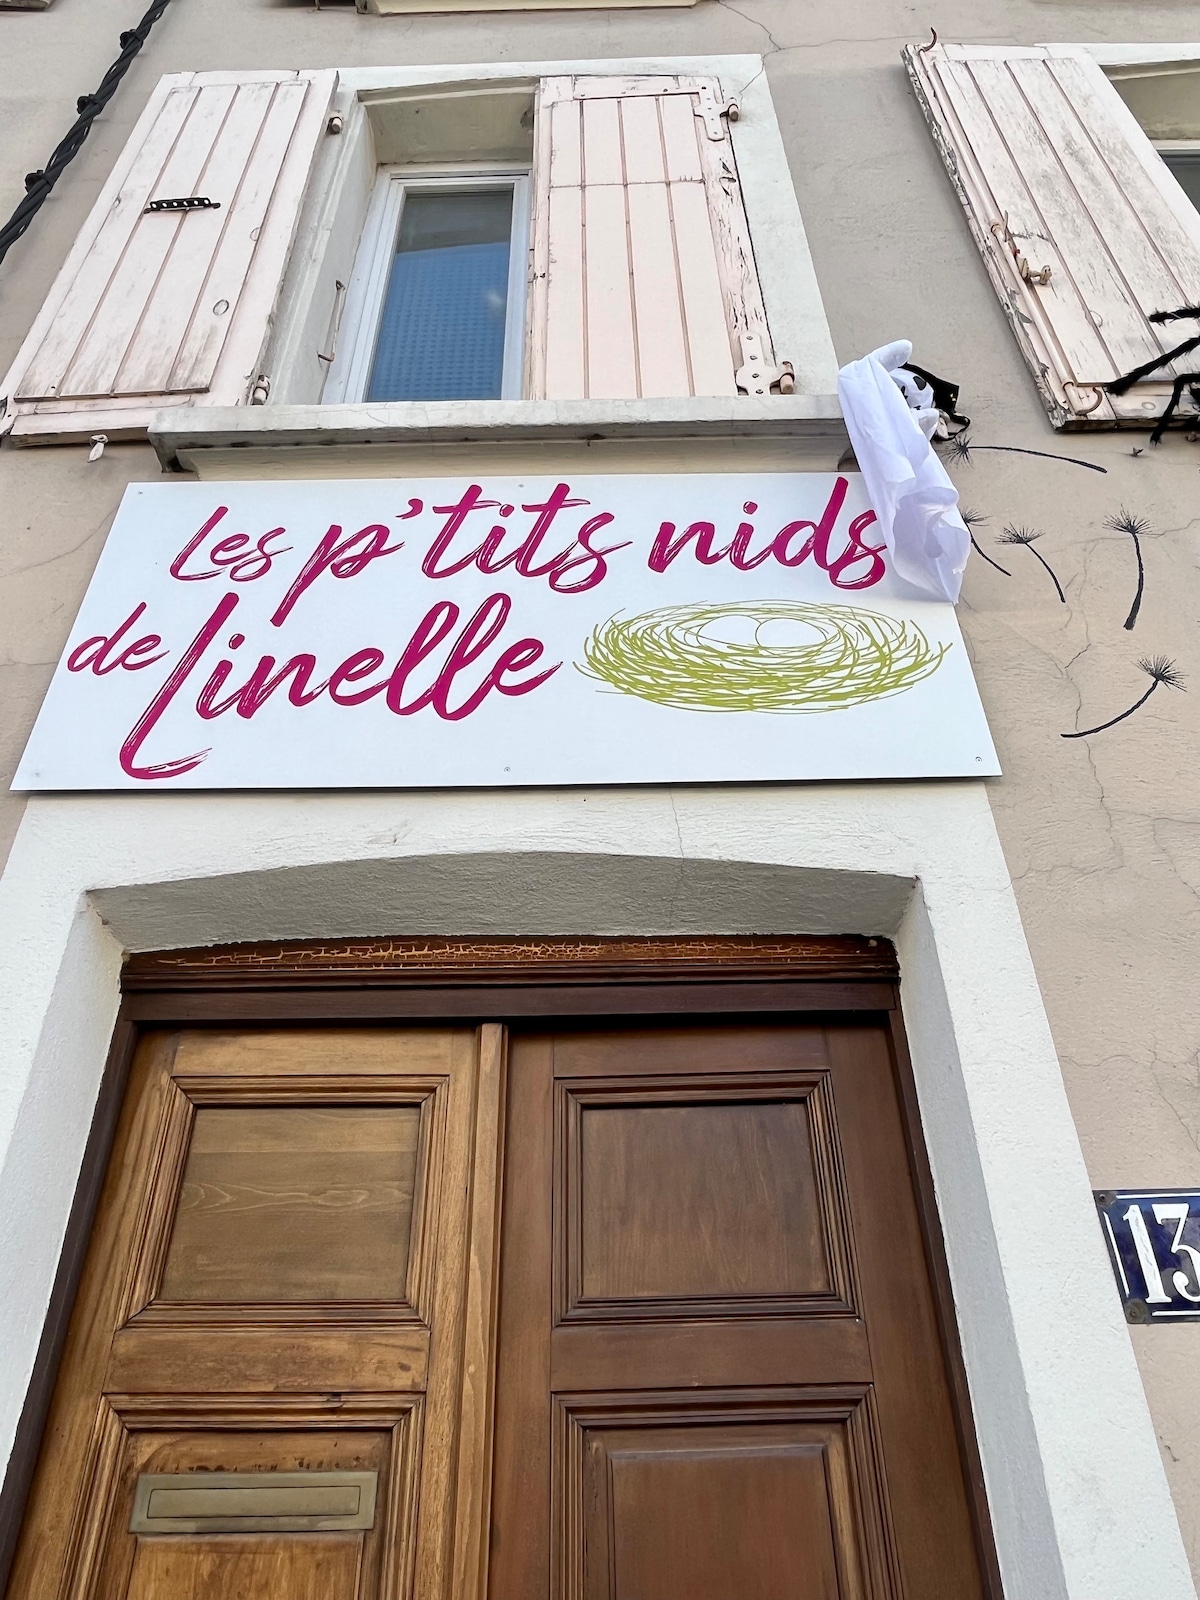 Les p'tits nids
de Linelle
13